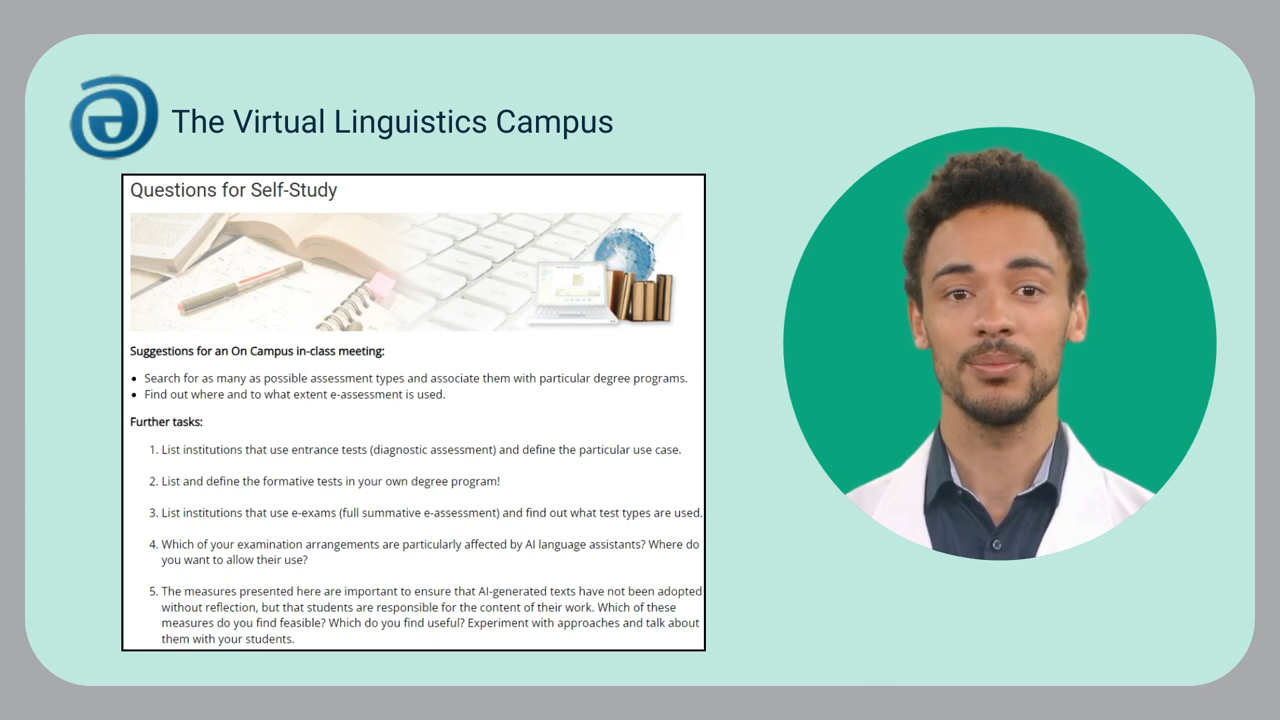 The Virtual Linguistics Campus
Questions for Self-Study
Suggestions for an On Campus in-class meeting:
• Search for as many as possible assessment types and associate them with particular degree programs.
• Find out where and to what extent e-assessment is used.
Further tasks:
1. List institutions that use entrance tests (diagnostic assessment) and define the particular use case.
2. List and define the formative tests in your own degree program!
3. List institutions that use e-exams (full summative e-assessment) and find out what test types are used.
4. Which of your examination arrangements are particularly affected by AI language assistants? Where do
you want to allow their use?
5. The measures presented here are important to ensure that AI-generated texts have not been adopted
without reflection, but that students are responsible for the content of their work. Which of these
measures do you find feasible? Which do you find useful? Experiment with approaches and talk about
them with your students.